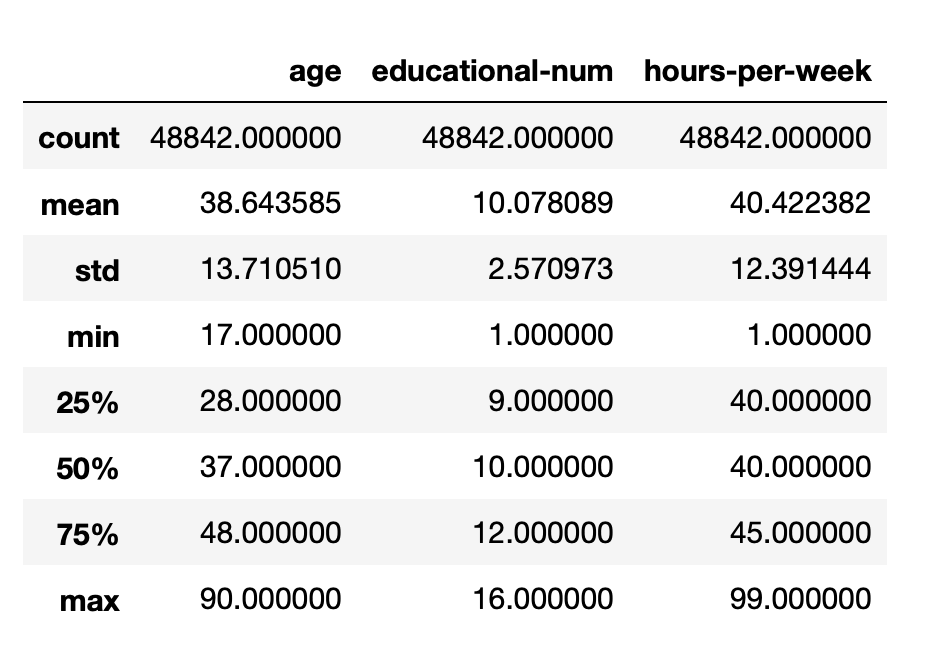 age educational-num hours-per-week
count 48842.000000 48842.000000 48842.000000
mean 38.643585 10.078089 40.422382
std 13.710510 2.570973 12.391444
min 17.000000 1.000000 1.000000
25% 28.000000 9.000000 40.000000
50% 37.000000 10.000000 40.000000
75% 48.000000 12.000000 45.000000
max 90.000000 16.000000 99.000000